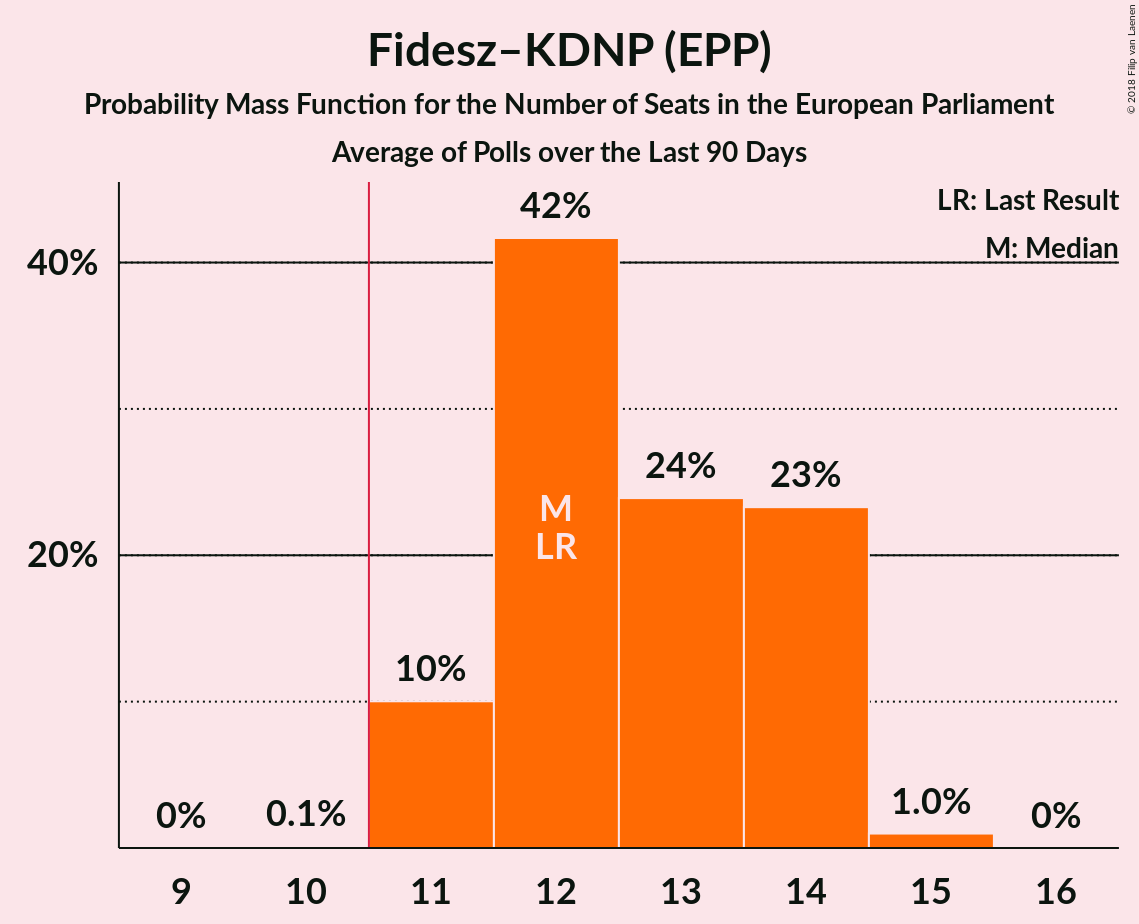 Fidesz–KDNP (EPP)
Probability Mass Function for the Number of Seats in the European Parliament
Average of Polls over the Last 90 Days
© 2018 Filip van Laenen
LR: Last Result
M: Median
42%
40%
24%
23%
M
LR
20%
10%
0%
0.1%
1.0%
0%
9 10 11 12 13 14 15 16